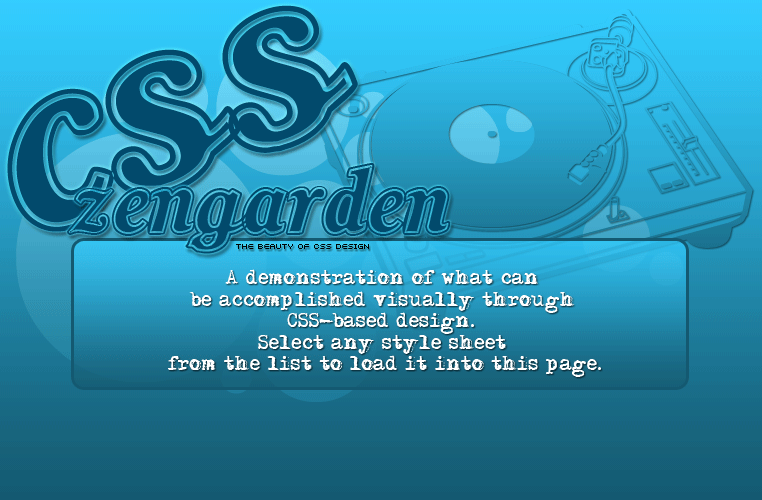 CSS
zengarden
THE BEAUTY OF CSS DESIGN
A demonstration of what can
be accomplished visually through
CSS-based design.
Select any style sheet
from the list to load it into this page.